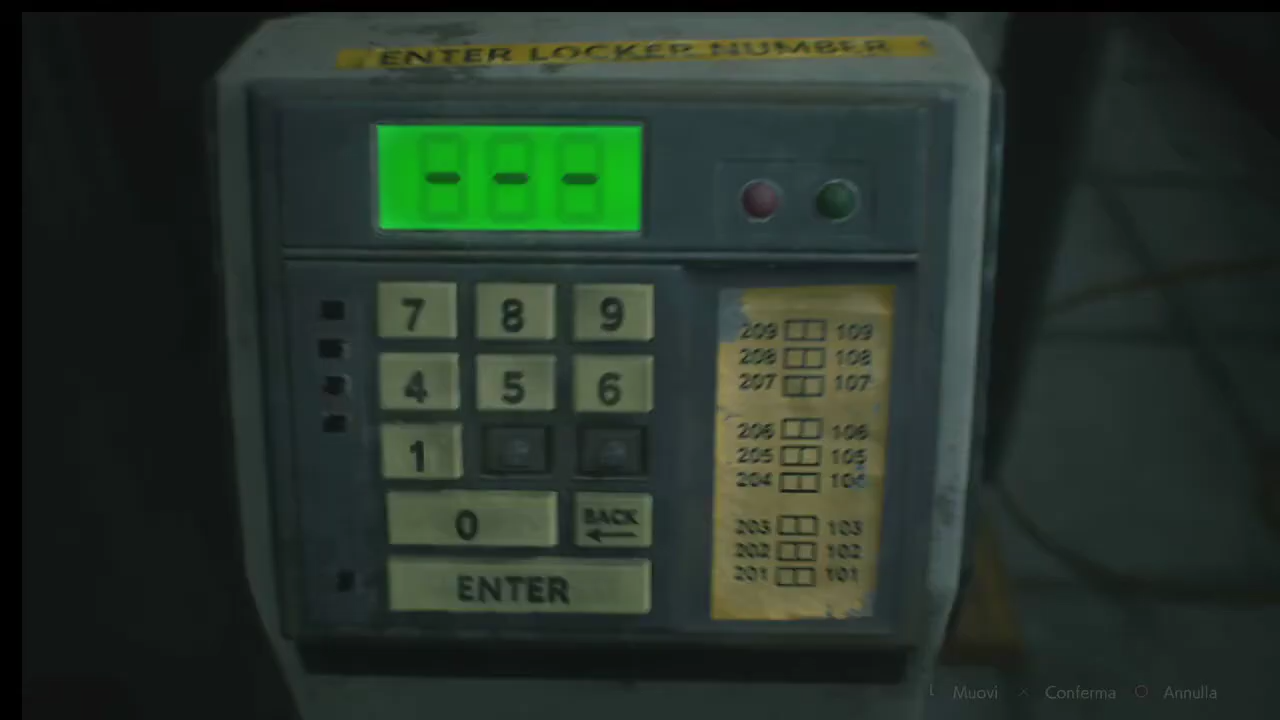 ENTER LOCKER NUMBER
- - -
7 8 9
4 5 6
1
0 BACK
ENTER
209 109
208 108
207 107
206 106
205 105
204
203 103
202 102
201 101
Muovi × Conferma ○ Annulla